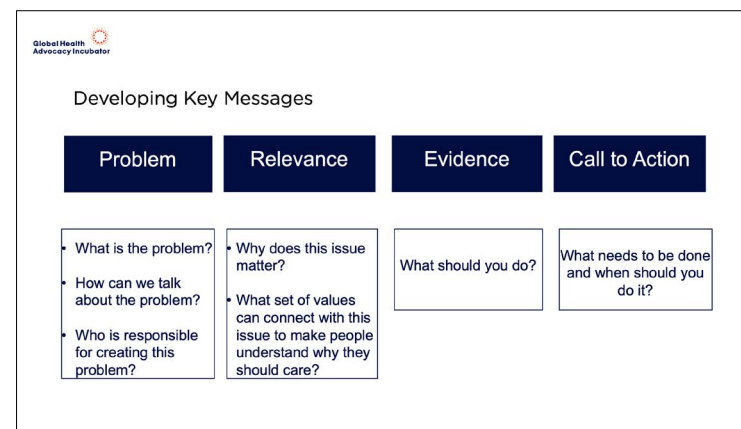 Global Health
Advocacy Incubator
Developing Key Messages
Problem
Relevance
Evidence
Call to Action
• What is the problem?
• How can we talk
about the problem?
• Who is responsible
for creating this
problem?
• Why does this issue
matter?
• What set of values
can connect with this
issue to make people
understand why they
should care?
What should you do?
What needs to be done
and when should you
do it?